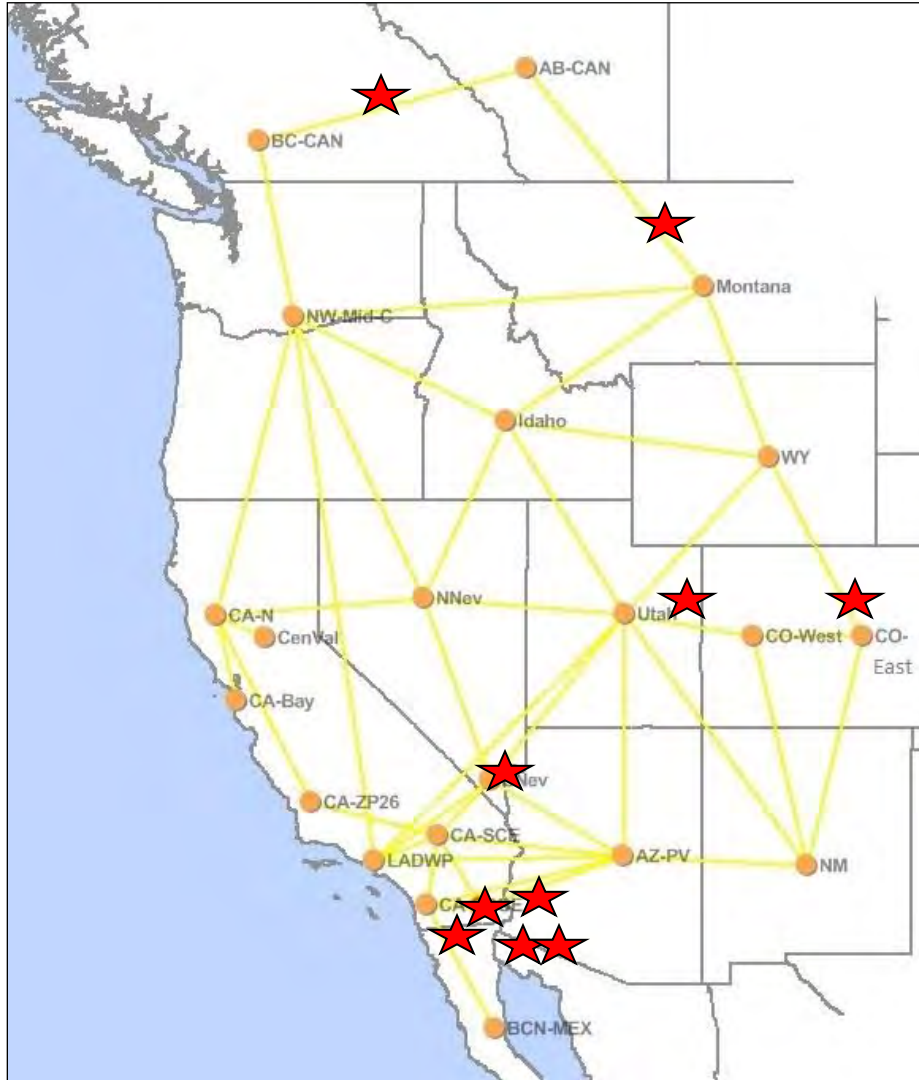 AB-CAN
BC-CAN
Montana
NW-Mid-C
Idaho
WY
NNev
CA-N
Utah
CenVal
CO-West
CO-
East
CA-Bay
CA-ZP26
CA-SCE
LADWP
AZ-PV
NM
BCN-MEX